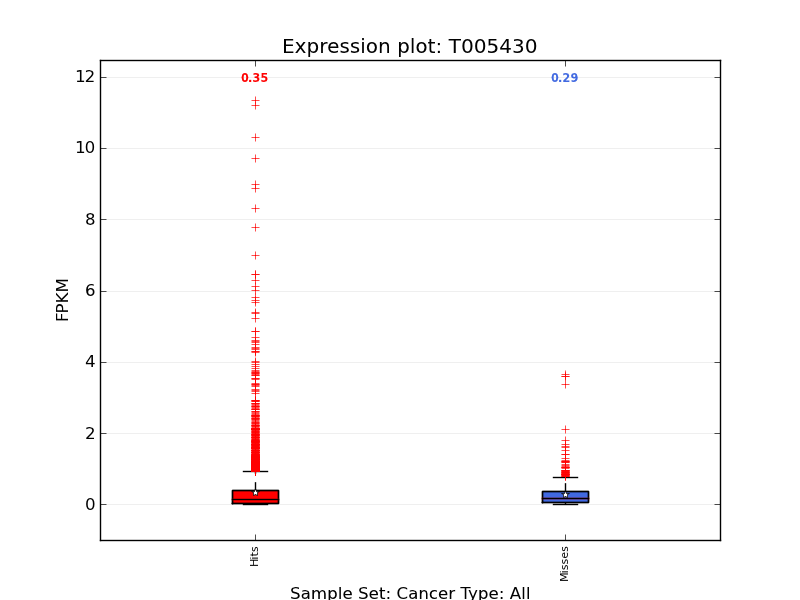 Expression plot: T005430
0.35
0.29
12
10
8
6
4
2
0
FPKM
Hits
Misses
Sample Set: Cancer Type: All